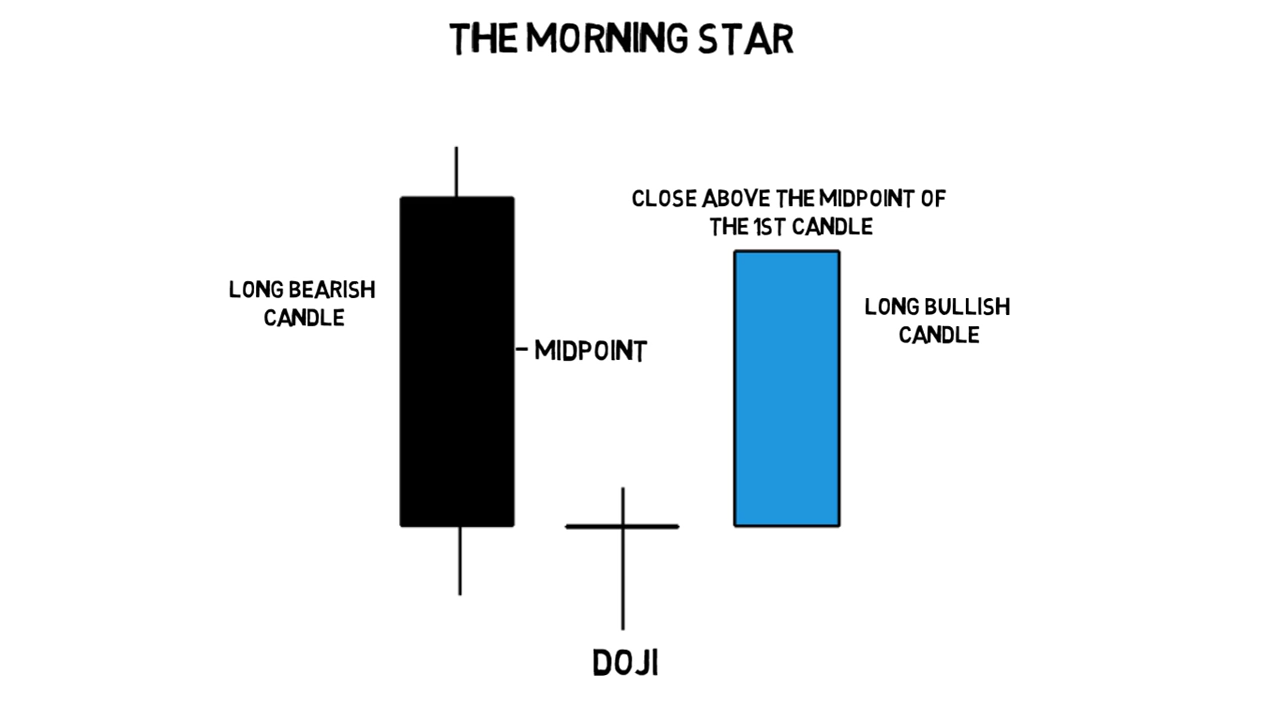 THE MORNING STAR
CLOSE ABOVE THE MIDPOINT OF
THE 1ST CANDLE
LONG BEARISH
CANDLE
LONG BULLISH
CANDLE
- MIDPOINT
DOJI